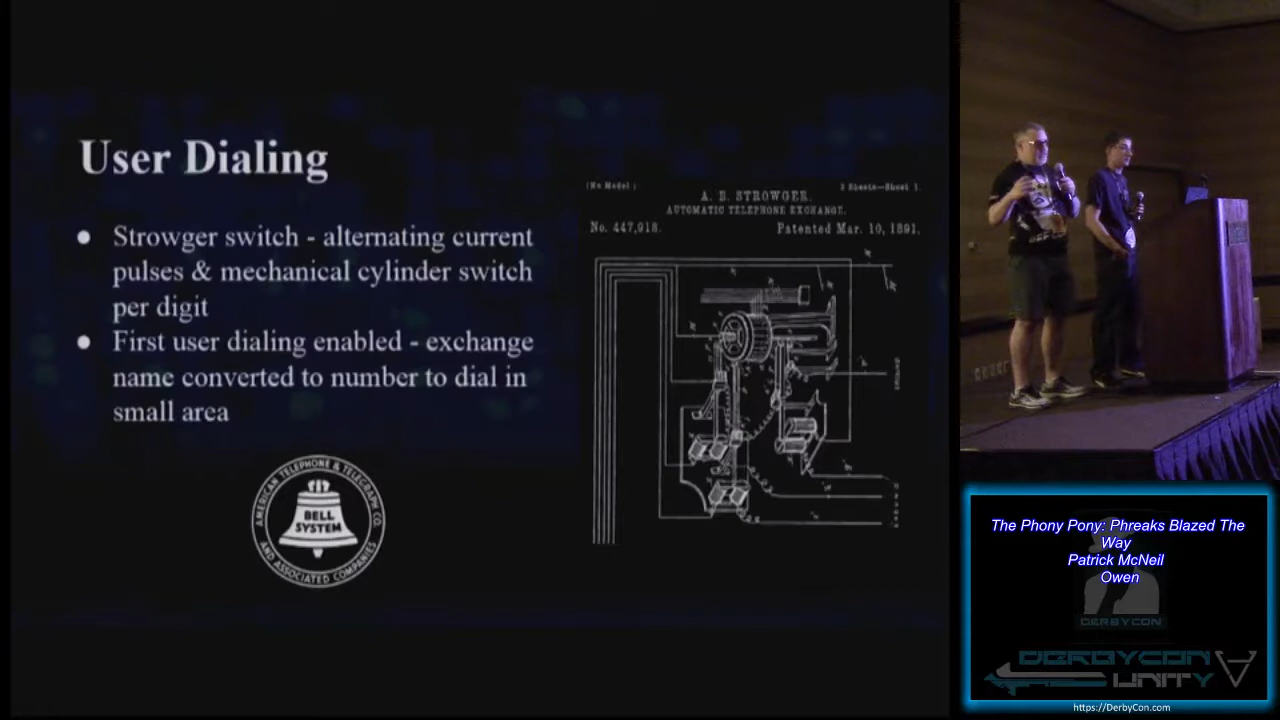 User Dialing
● Strowger switch - alternating current
pulses & mechanical cylinder switch
per digit
● First user dialing enabled - exchange
name converted to number to dial in
small area
AMERICAN TELEPHONE & TELEGRAPH CO.
BELL
SYSTEM
AND ASSOCIATED COMPANIES
(No Model.) 3 Sheets—Sheet 1.
A. B. STROWGER.
AUTOMATIC TELEPHONE EXCHANGE.
No. 447,918. Patented Mar. 10, 1891.
GROUND
GROUND
The Phony Pony: Phreaks Blazed The
Way
Patrick McNeil
Owen
DERBYCON
DERBYCON
UNITY
https://DerbyCon.com